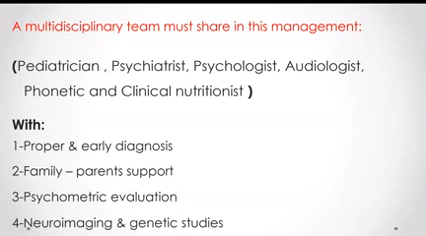 A multidisciplinary team must share in this management:
(Pediatrician , Psychiatrist, Psychologist, Audiologist,
Phonetic and Clinical nutritionist )
With:
1-Proper & early diagnosis
2-Family – parents support
3-Psychometric evaluation
4-Neuroimaging & genetic studies